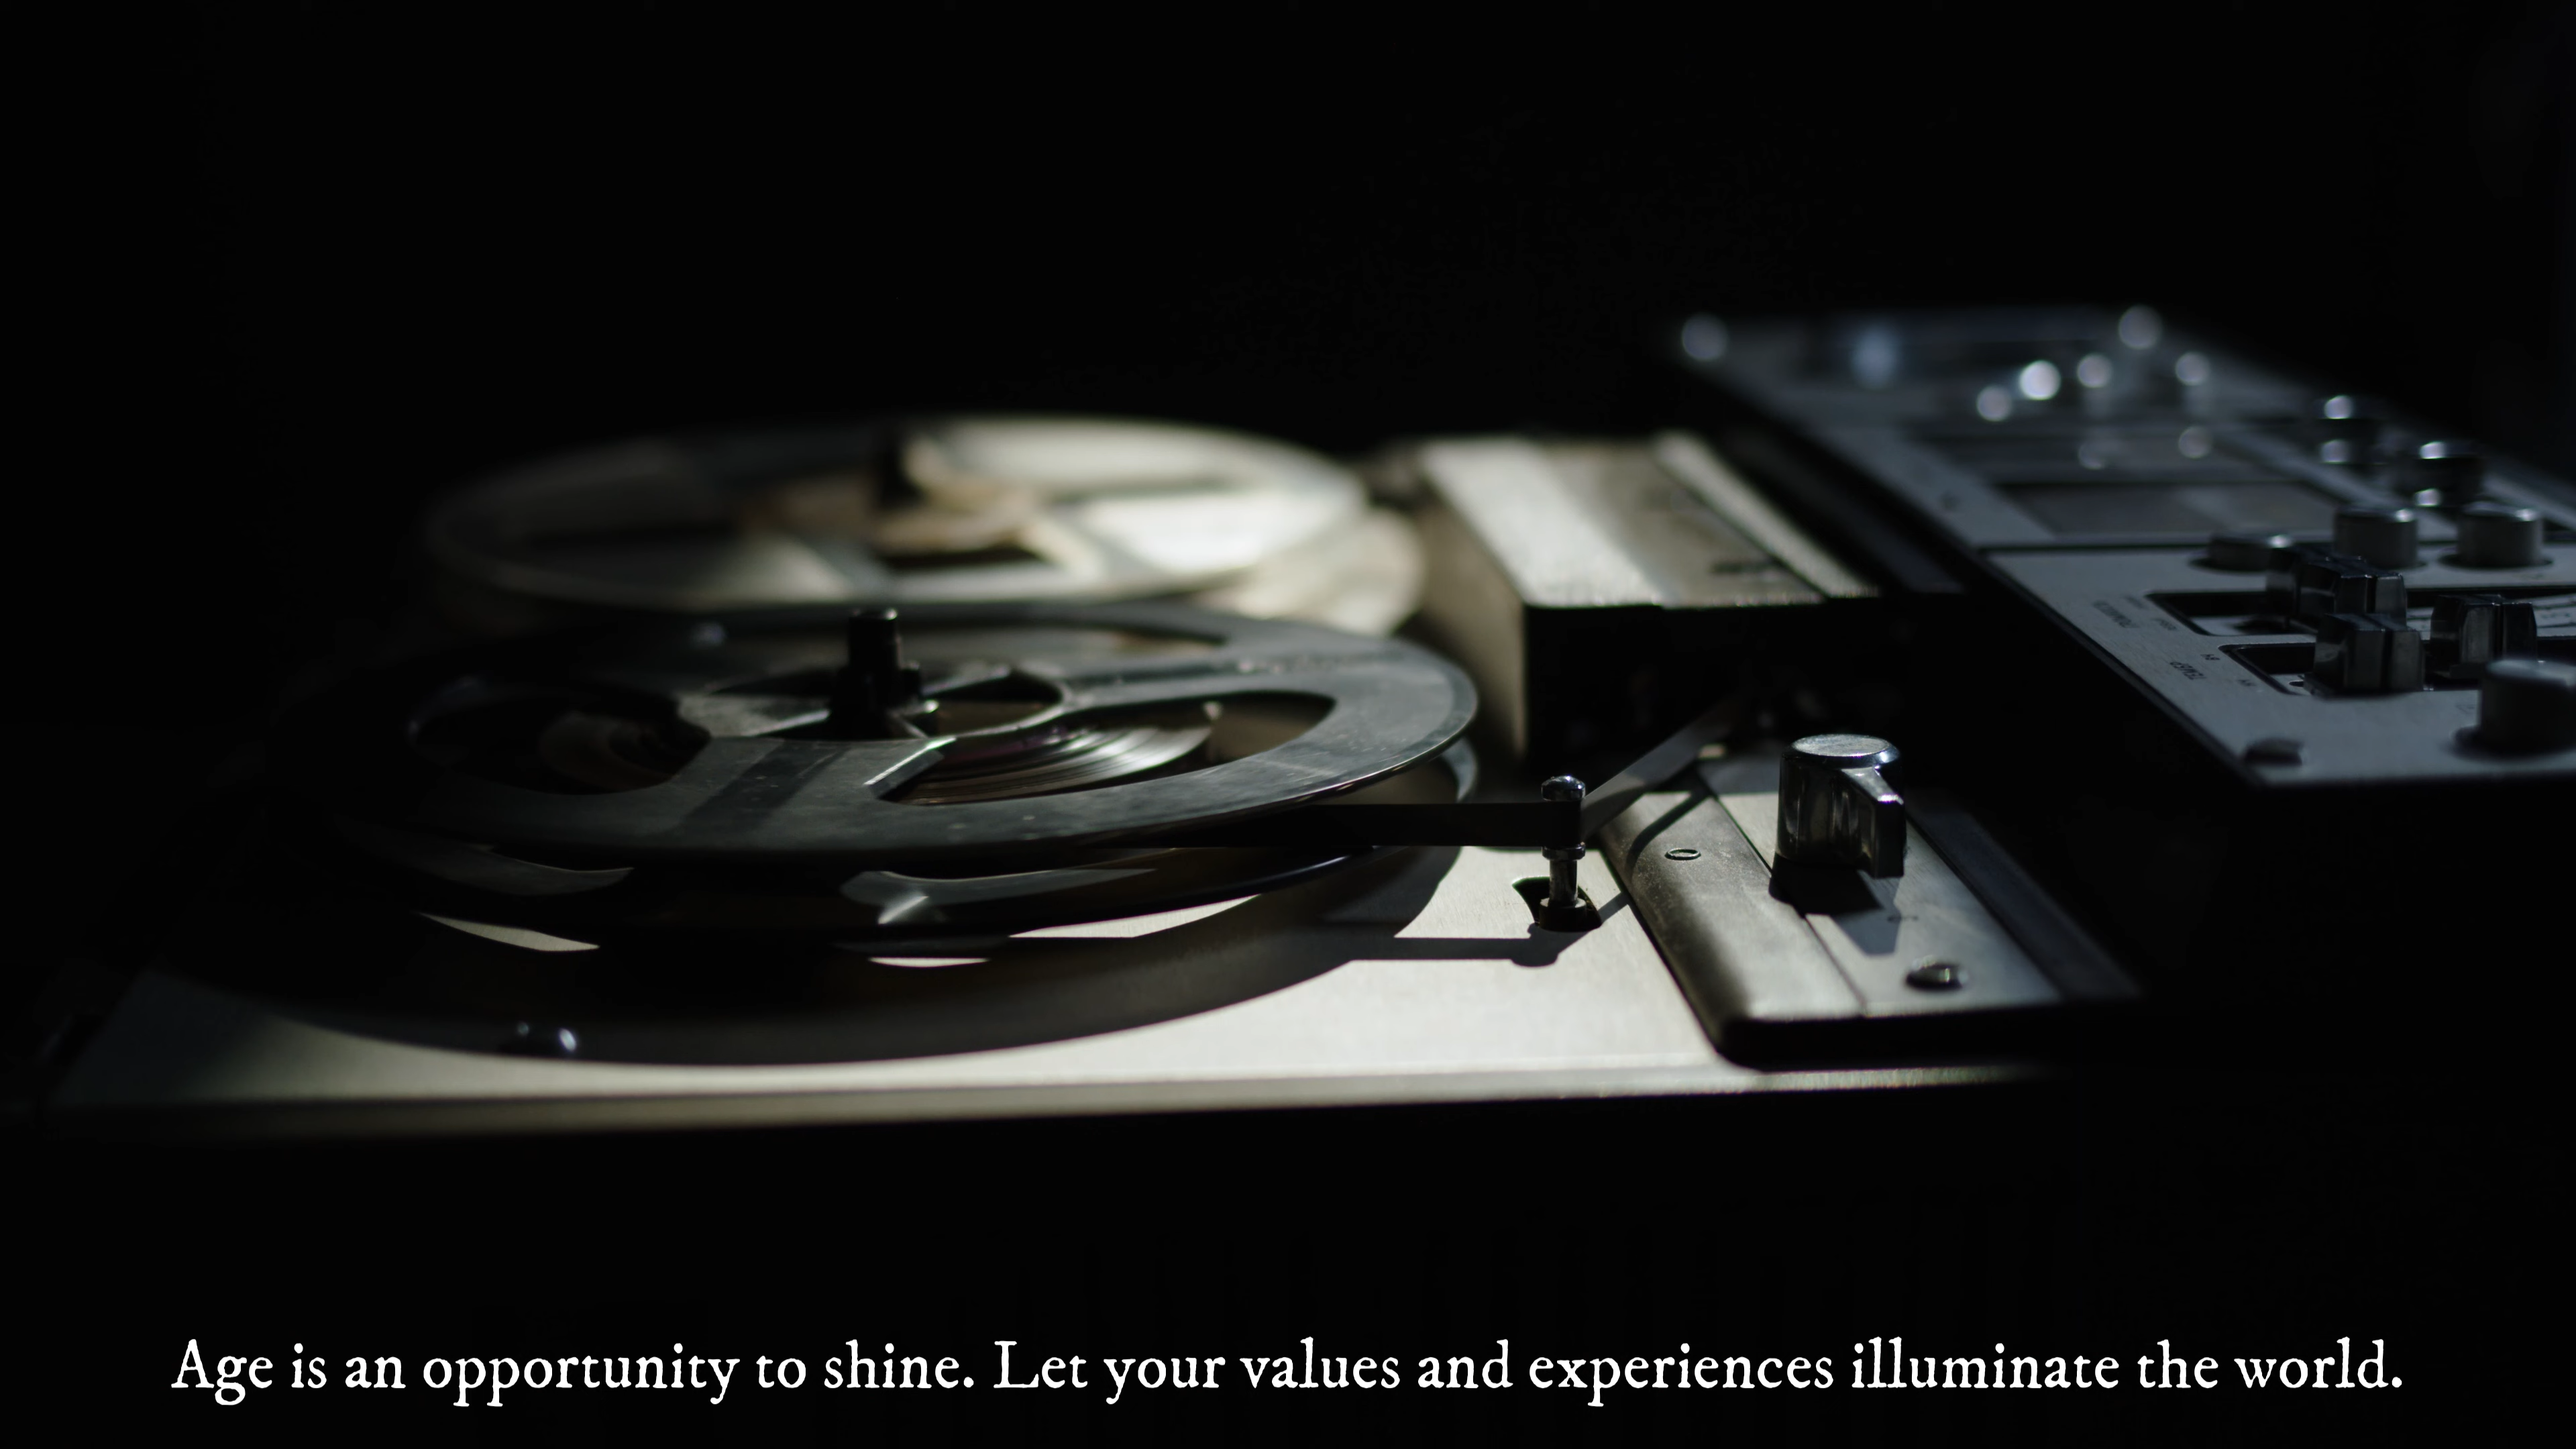 Age is an opportunity to shine. Let your values and experiences illuminate the world.